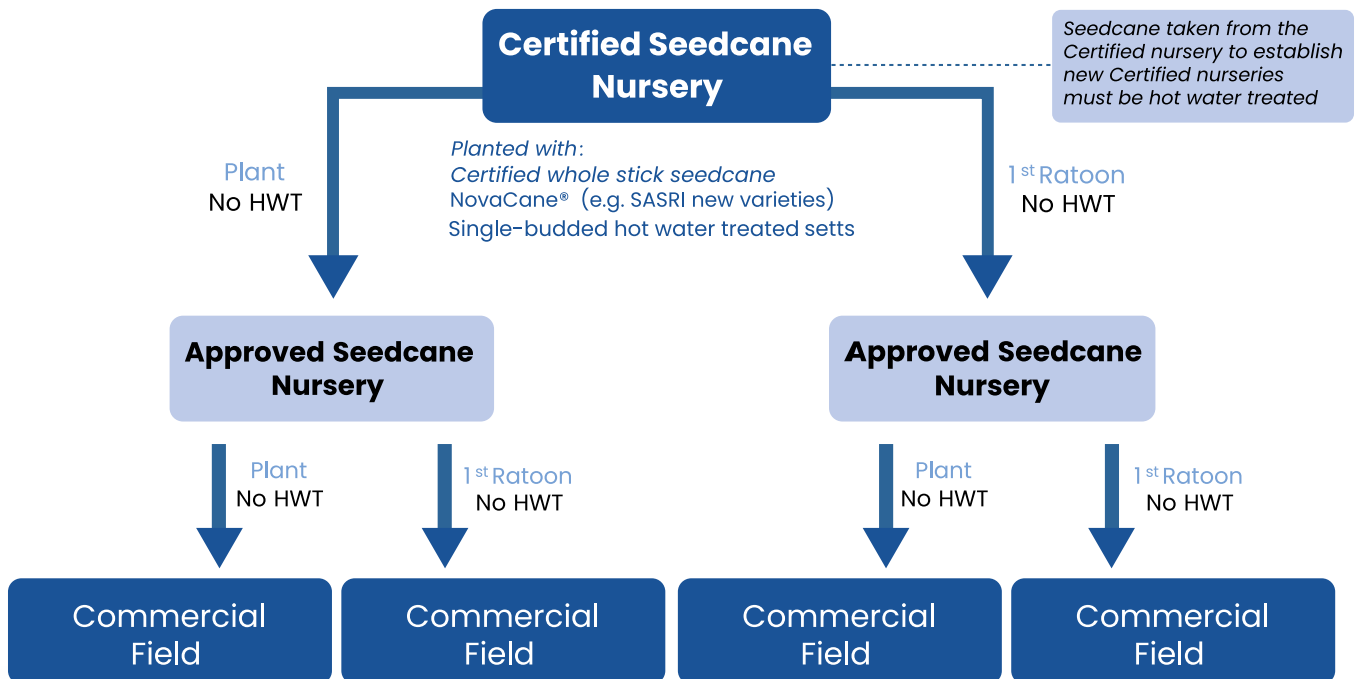 Certified Seedcane
Nursery
Seedcane taken from the
Certified nursery to establish
new Certified nurseries
must be hot water treated
Planted with:
Certified whole stick seedcane
NovaCane® (e.g. SASRI new varieties)
Single-budded hot water treated setts
Plant
No HWT
1st Ratoon
No HWT
Approved Seedcane
Nursery
Approved Seedcane
Nursery
Plant
No HWT
1st Ratoon
No HWT
Plant
No HWT
1st Ratoon
No HWT
Commercial
Field
Commercial
Field
Commercial
Field
Commercial
Field